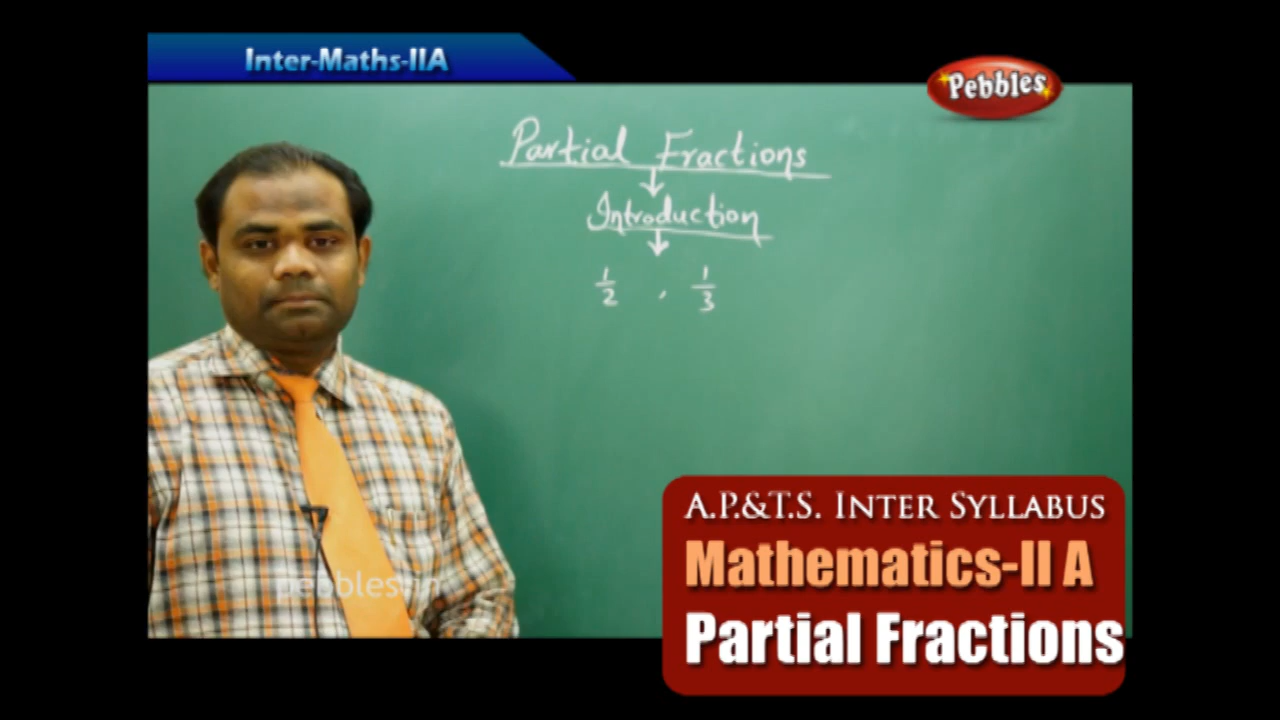 Inter-Maths-IIA
Pebbles
Partial Fractions
Introduction
1/2 , 1/3
pebbles.in
A.P.&T.S. INTER SYLLABUS
Mathematics-II A
Partial Fractions